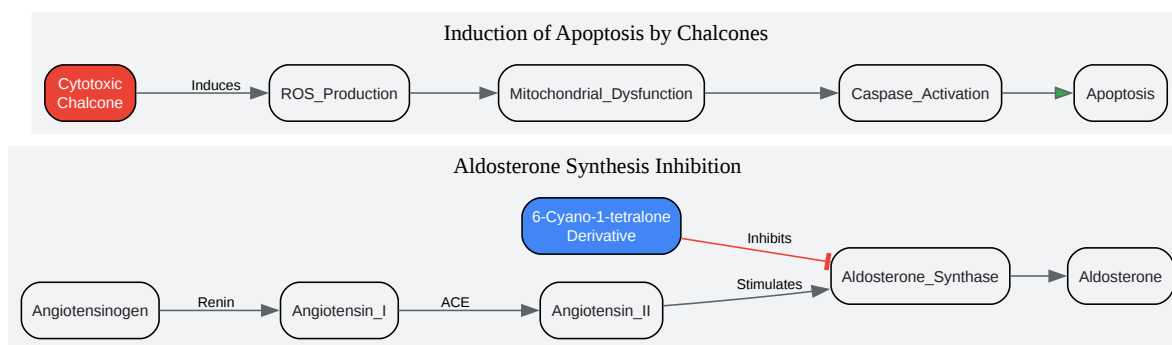 Induction of Apoptosis by Chalcones
Cytotoxic
Chalcone
Induces
ROS_Production
Mitochondrial_Dysfunction
Caspase_Activation
Apoptosis
Aldosterone Synthesis Inhibition
6-Cyano-1-tetralone
Derivative
Inhibits
Angiotensinogen
Renin
Angiotensin_I
ACE
Angiotensin_II
Stimulates
Aldosterone_Synthase
Aldosterone